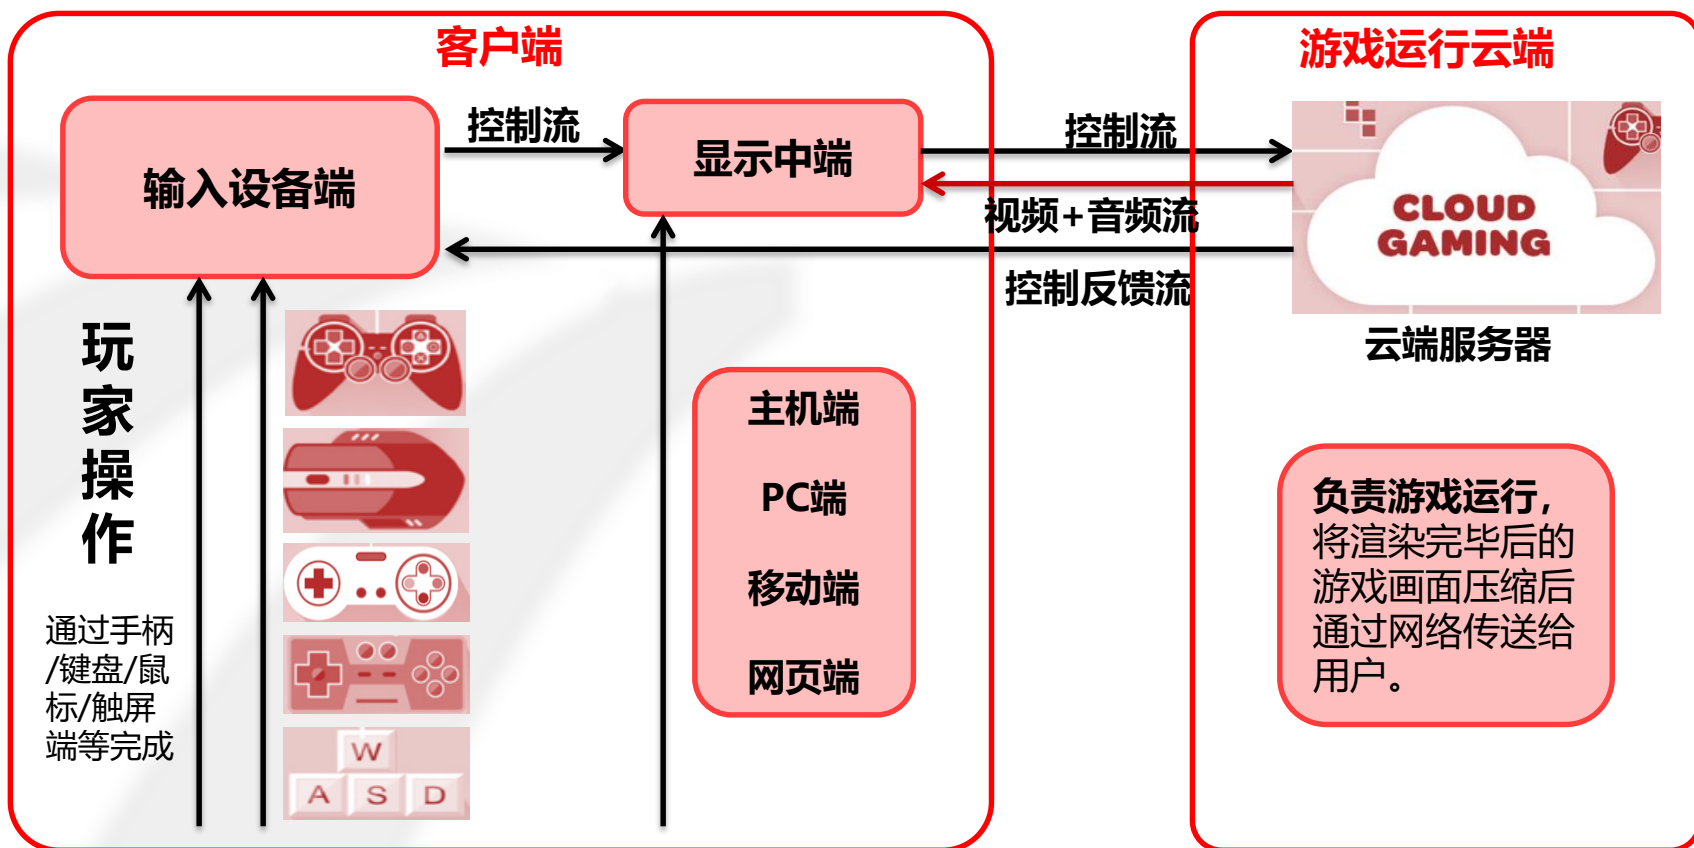 客户端
游戏运行云端
输入设备端
控制流
显示中端
控制流
视频+音频流
控制反馈流
CLOUD
GAMING
云端服务器
玩
家
操
作
通过手柄
/键盘/鼠
标/触屏
端等完成
W
A S D
主机端
PC端
移动端
网页端
负责游戏运行，
将渲染完毕后的
游戏画面压缩后
通过网络传送给
用户。